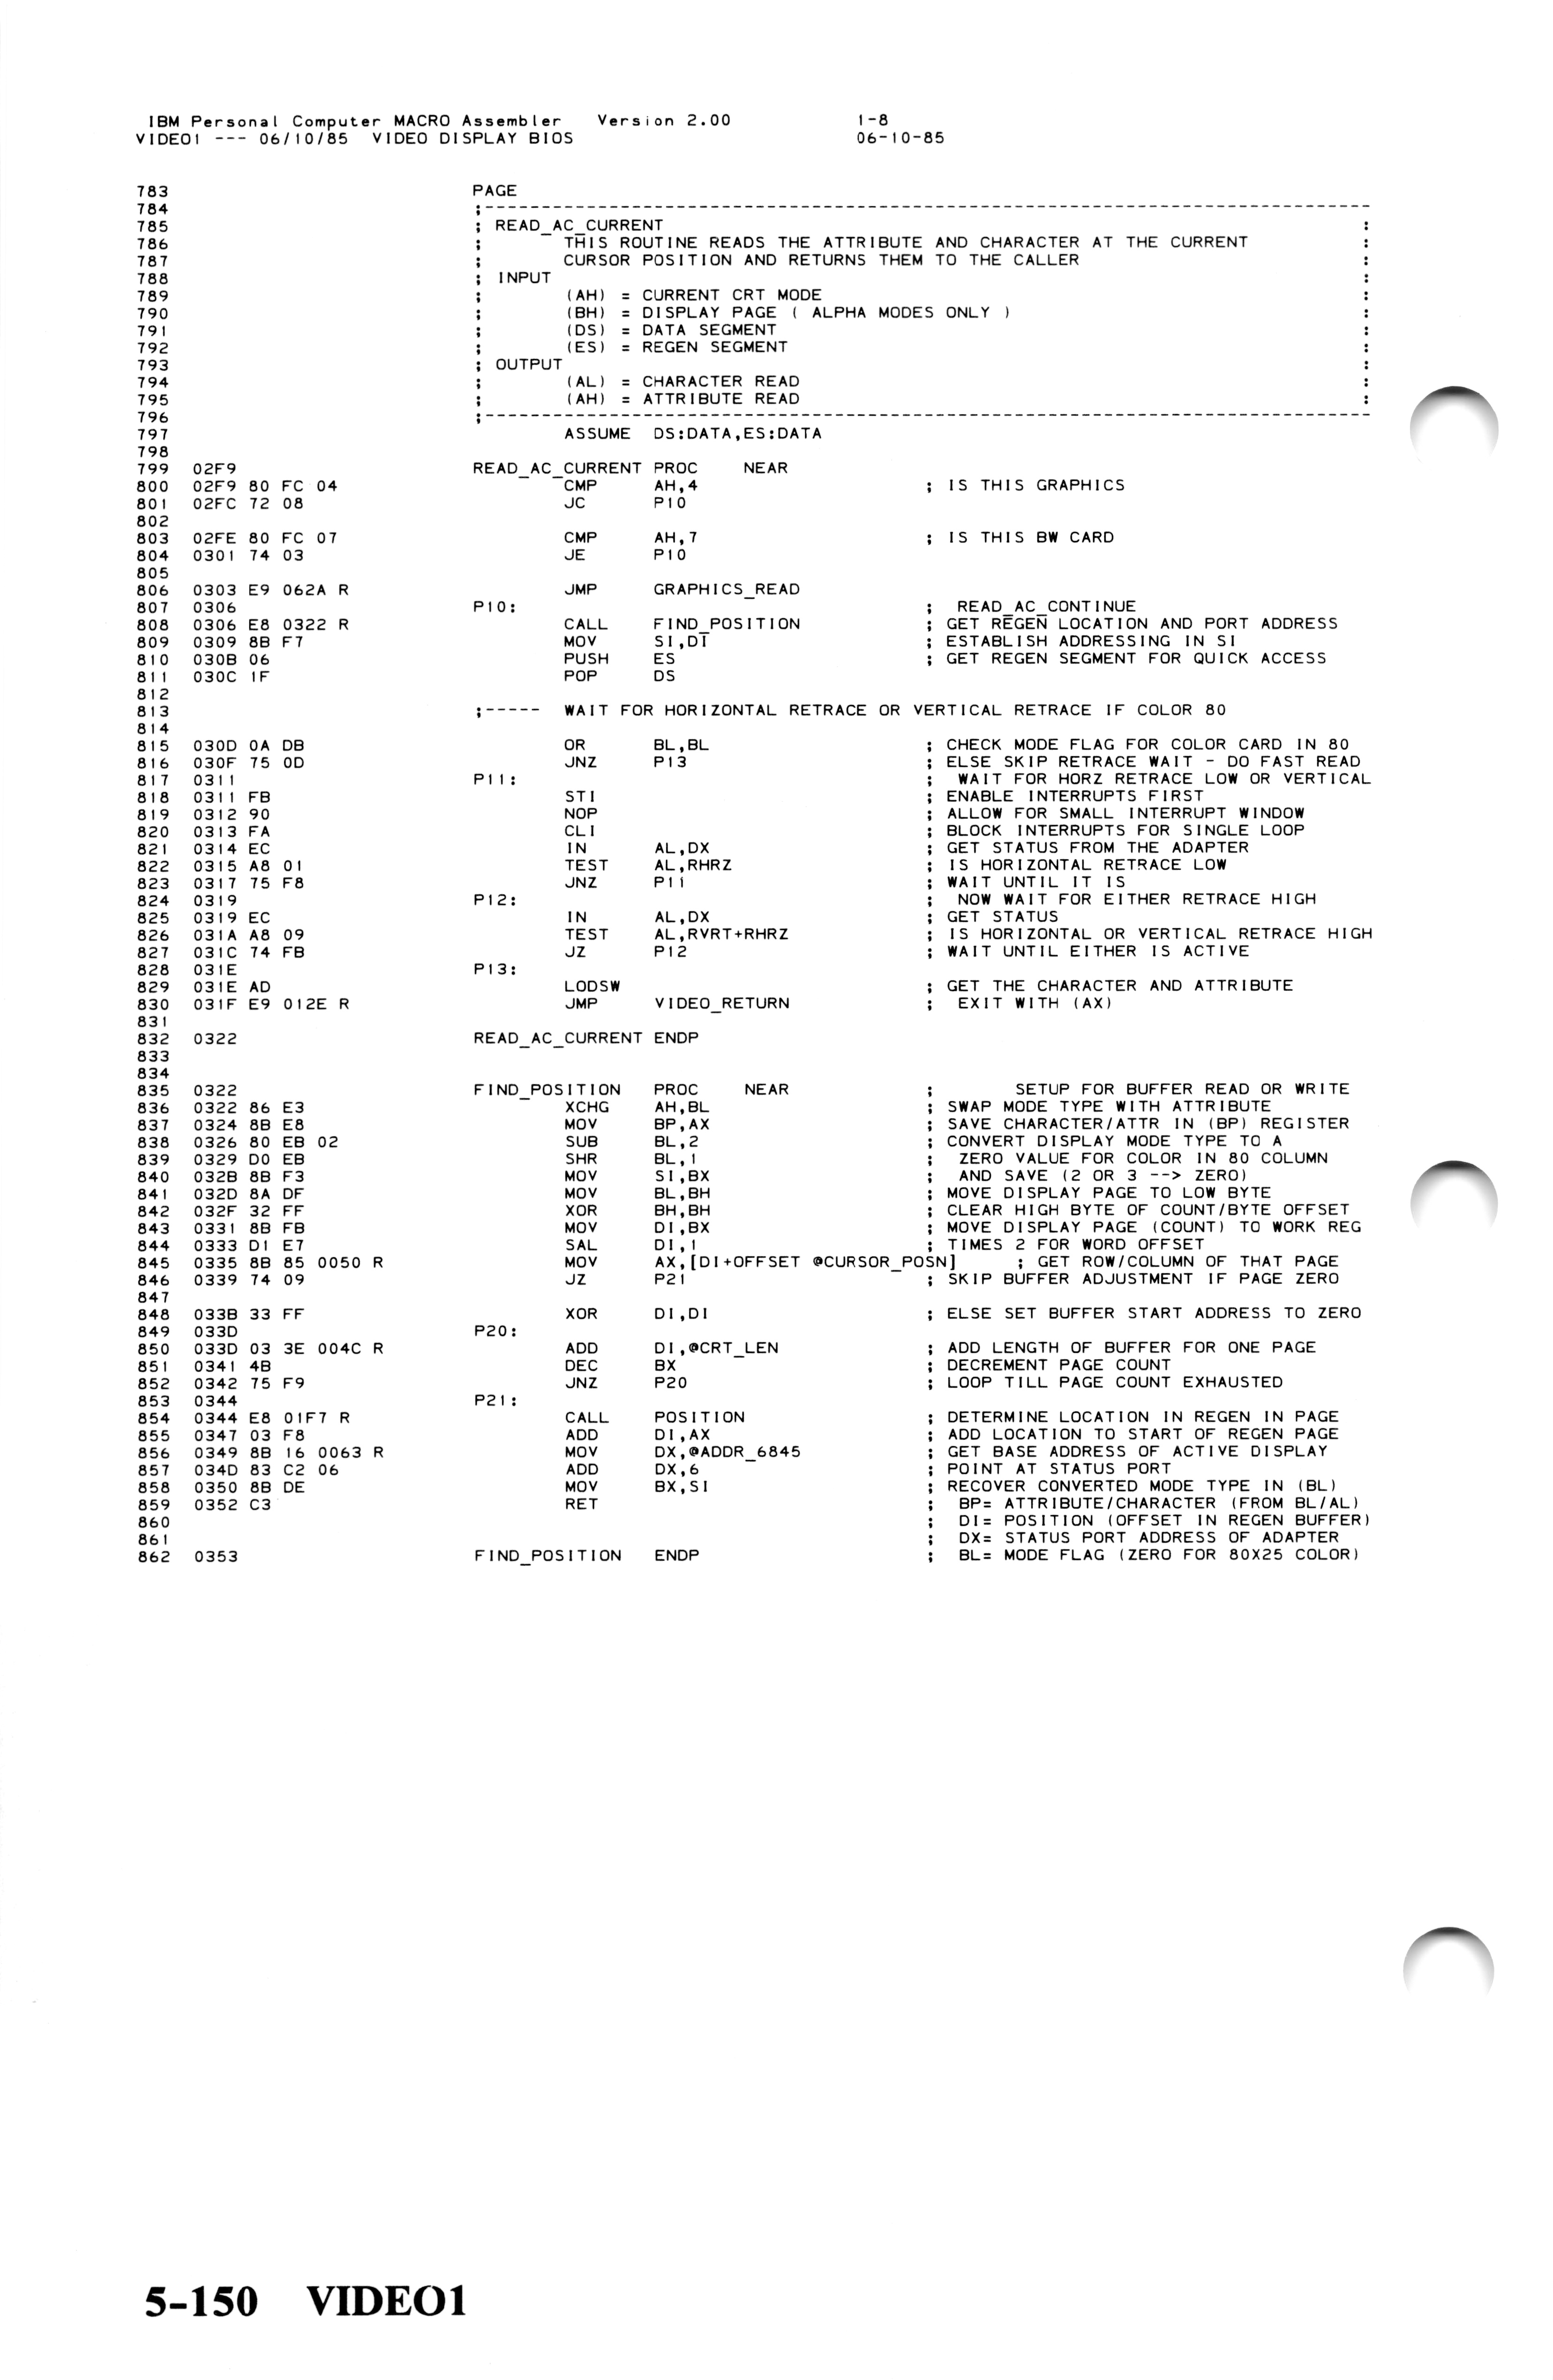 IBM Personal Computer MACRO Assembler   Version 2.00          1-8
VIDEO1 --- 06/10/85  VIDEO DISPLAY BIOS                       06-10-85
783 PAGE
784 ;--------------------------------------------------------------------------------
785 ; READ_AC_CURRENT :
786 ; THIS ROUTINE READS THE ATTRIBUTE AND CHARACTER AT THE CURRENT :
787 ; CURSOR POSITION AND RETURNS THEM TO THE CALLER :
788 ; INPUT :
789 ; (AH) = CURRENT CRT MODE :
790 ; (BH) = DISPLAY PAGE ( ALPHA MODES ONLY ) :
791 ; (DS) = DATA SEGMENT :
792 ; (ES) = REGEN SEGMENT :
793 ; OUTPUT :
794 ; (AL) = CHARACTER READ :
795 ; (AH) = ATTRIBUTE READ :
796 ;--------------------------------------------------------------------------------
797 ASSUME DS:DATA,ES:DATA
798
799 02F9 READ_AC_CURRENT PROC NEAR
800 02F9 80 FC 04 CMP AH,4 ; IS THIS GRAPHICS
801 02FC 72 08 JC P10
802
803 02FE 80 FC 07 CMP AH,7 ; IS THIS BW CARD
804 0301 74 03 JE P10
805
806 0303 E9 062A R JMP GRAPHICS_READ
807 0306 P10: ; READ_AC_CONTINUE
808 0306 E8 0322 R CALL FIND_POSITION ; GET REGEN LOCATION AND PORT ADDRESS
809 0309 8B F7 MOV SI,DI ; ESTABLISH ADDRESSING IN SI
810 030B 06 PUSH ES ; GET REGEN SEGMENT FOR QUICK ACCESS
811 030C 1F POP DS
812
813 ;----- WAIT FOR HORIZONTAL RETRACE OR VERTICAL RETRACE IF COLOR 80
814
815 030D 0A DB OR BL,BL ; CHECK MODE FLAG FOR COLOR CARD IN 80
816 030F 75 0D JNZ P13 ; ELSE SKIP RETRACE WAIT - DO FAST READ
817 0311 P11: ; WAIT FOR HORZ RETRACE LOW OR VERTICAL
818 0311 FB STI ; ENABLE INTERRUPTS FIRST
819 0312 90 NOP ; ALLOW FOR SMALL INTERRUPT WINDOW
820 0313 FA CLI ; BLOCK INTERRUPTS FOR SINGLE LOOP
821 0314 EC IN AL,DX ; GET STATUS FROM THE ADAPTER
822 0315 A8 01 TEST AL,RHRZ ; IS HORIZONTAL RETRACE LOW
823 0317 75 F8 JNZ P11 ; WAIT UNTIL IT IS
824 0319 P12: ; NOW WAIT FOR EITHER RETRACE HIGH
825 0319 EC IN AL,DX ; GET STATUS
826 031A A8 09 TEST AL,RVRT+RHRZ ; IS HORIZONTAL OR VERTICAL RETRACE HIGH
827 031C 74 FB JZ P12 ; WAIT UNTIL EITHER IS ACTIVE
828 031E P13:
829 031E AD LODSW ; GET THE CHARACTER AND ATTRIBUTE
830 031F E9 012E R JMP VIDEO_RETURN ; EXIT WITH (AX)
831
832 0322 READ_AC_CURRENT ENDP
833
834
835 0322 FIND_POSITION PROC NEAR ; SETUP FOR BUFFER READ OR WRITE
836 0322 86 E3 XCHG AH,BL ; SWAP MODE TYPE WITH ATTRIBUTE
837 0324 8B E8 MOV BP,AX ; SAVE CHARACTER/ATTR IN (BP) REGISTER
838 0326 80 EB 02 SUB BL,2 ; CONVERT DISPLAY MODE TYPE TO A
839 0329 D0 EB SHR BL,1 ; ZERO VALUE FOR COLOR IN 80 COLUMN
840 032B 8B F3 MOV SI,BX ; AND SAVE (2 OR 3 --> ZERO)
841 032D 8A DF MOV BL,BH ; MOVE DISPLAY PAGE TO LOW BYTE
842 032F 32 FF XOR BH,BH ; CLEAR HIGH BYTE OF COUNT/BYTE OFFSET
843 0331 8B FB MOV DI,BX ; MOVE DISPLAY PAGE (COUNT) TO WORK REG
844 0333 D1 E7 SAL DI,1 ; TIMES 2 FOR WORD OFFSET
845 0335 8B 85 0050 R MOV AX,[DI+OFFSET @CURSOR_POSN] ; GET ROW/COLUMN OF THAT PAGE
846 0339 74 09 JZ P21 ; SKIP BUFFER ADJUSTMENT IF PAGE ZERO
847
848 033B 33 FF XOR DI,DI ; ELSE SET BUFFER START ADDRESS TO ZERO
849 033D P20:
850 033D 03 3E 004C R ADD DI,@CRT_LEN ; ADD LENGTH OF BUFFER FOR ONE PAGE
851 0341 4B DEC BX ; DECREMENT PAGE COUNT
852 0342 75 F9 JNZ P20 ; LOOP TILL PAGE COUNT EXHAUSTED
853 0344 P21:
854 0344 E8 01F7 R CALL POSITION ; DETERMINE LOCATION IN REGEN IN PAGE
855 0347 03 F8 ADD DI,AX ; ADD LOCATION TO START OF REGEN PAGE
856 0349 8B 16 0063 R MOV DX,@ADDR_6845 ; GET BASE ADDRESS OF ACTIVE DISPLAY
857 034D 83 C2 06 ADD DX,6 ; POINT AT STATUS PORT
858 0350 8B DE MOV BX,SI ; RECOVER CONVERTED MODE TYPE IN (BL)
859 0352 C3 RET ; BP= ATTRIBUTE/CHARACTER (FROM BL/AL)
860 ; DI= POSITION (OFFSET IN REGEN BUFFER)
861 ; DX= STATUS PORT ADDRESS OF ADAPTER
862 0353 FIND_POSITION ENDP ; BL= MODE FLAG (ZERO FOR 80X25 COLOR)
5-150 VIDEO1